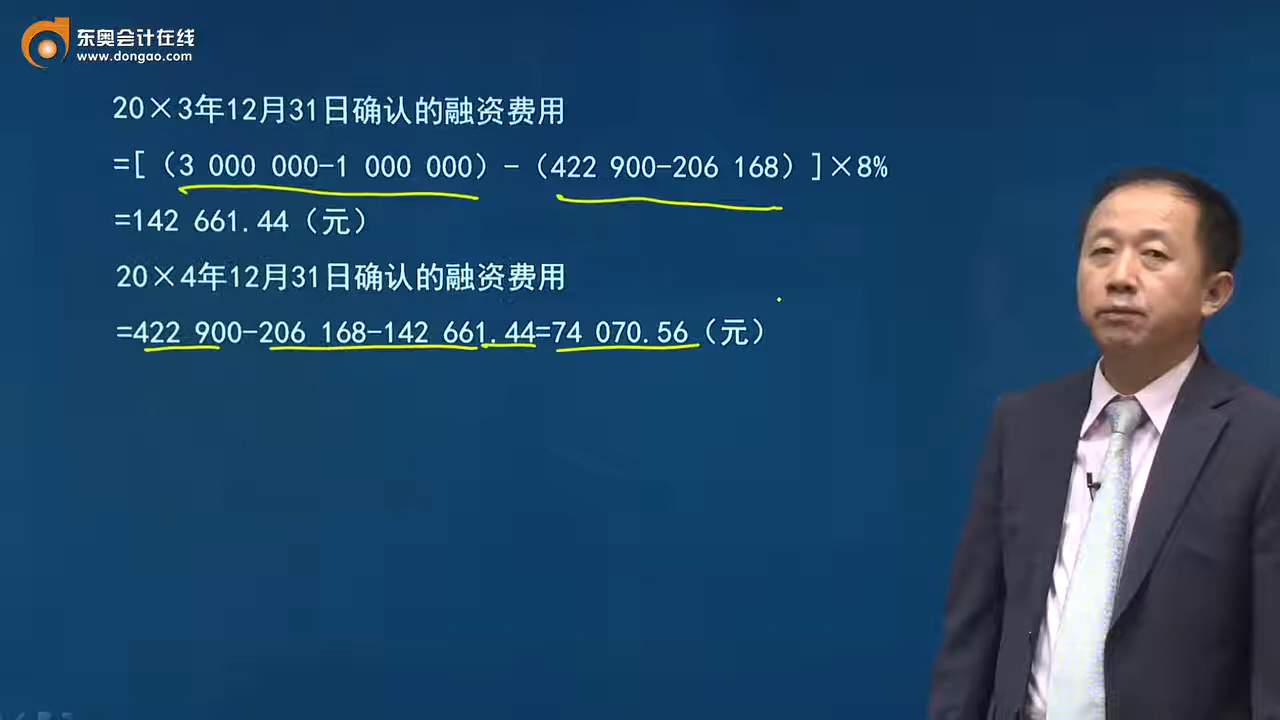 东奥会计在线
www.dongao.com
20×3年12月31日确认的融资费用
=[（3 000 000-1 000 000）-（422 900-206 168）]×8%
=142 661.44（元）
20×4年12月31日确认的融资费用
=422 900-206 168-142 661.44=74 070.56（元）